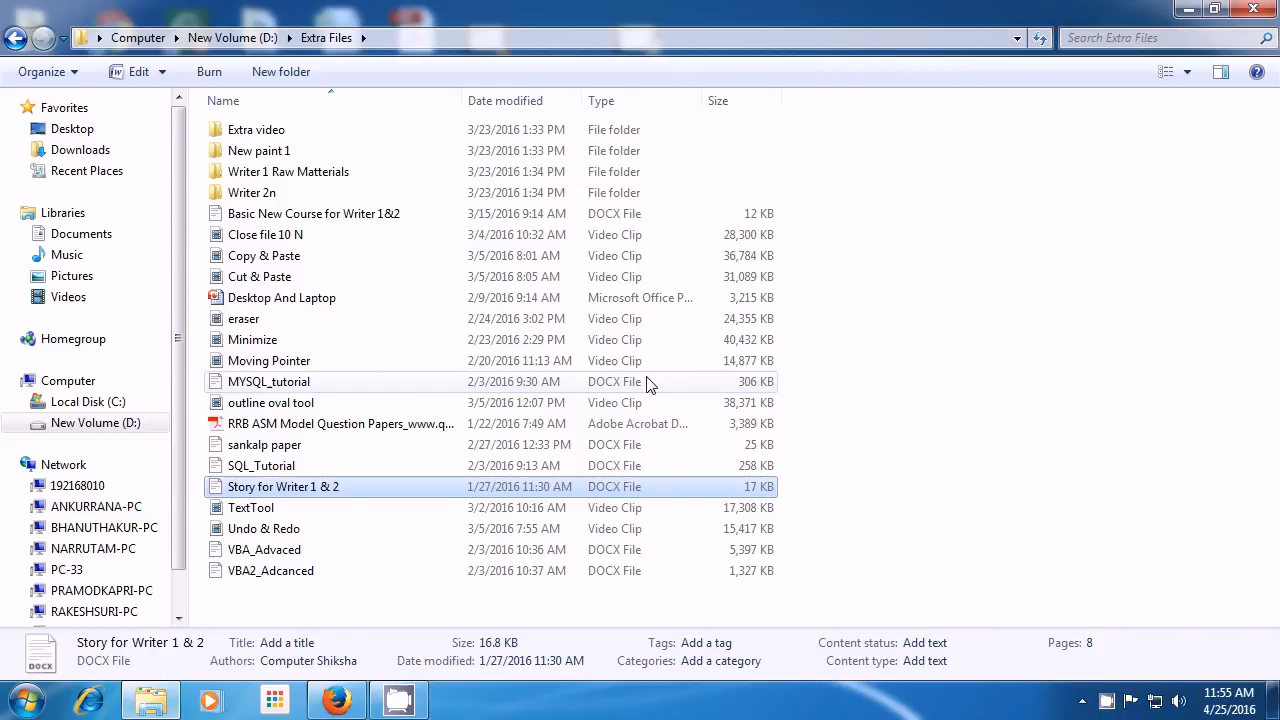 Computer New Volume (D:) Extra Files Search Extra Files
Organize Edit Burn New folder
Name Date modified Type Size
Favorites
Desktop
Downloads
Recent Places
Libraries
Documents
Music
Pictures
Videos
Homegroup
Computer
Local Disk (C:)
New Volume (D:)
Network
192168010
ANKURRANA-PC
BHANUTHAKUR-PC
NARRUTAM-PC
PC-33
PRAMODKAPRI-PC
RAKESHSURI-PC
Extra video 3/23/2016 1:33 PM File folder
New paint 1 3/23/2016 1:33 PM File folder
Writer 1 Raw Matterials 3/23/2016 1:34 PM File folder
Writer 2n 3/23/2016 1:34 PM File folder
Basic New Course for Writer 1&2 3/15/2016 9:14 AM DOCX File 12 KB
Close file 10 N 3/4/2016 10:32 AM Video Clip 28,300 KB
Copy & Paste 3/5/2016 8:01 AM Video Clip 36,784 KB
Cut & Paste 3/5/2016 8:05 AM Video Clip 31,089 KB
Desktop And Laptop 2/9/2016 9:14 AM Microsoft Office P... 3,215 KB
eraser 2/24/2016 3:02 PM Video Clip 24,355 KB
Minimize 2/23/2016 2:29 PM Video Clip 40,432 KB
Moving Pointer 2/20/2016 11:13 AM Video Clip 14,877 KB
MYSQL_tutorial 2/3/2016 9:30 AM DOCX File 306 KB
outline oval tool 3/5/2016 12:07 PM Video Clip 38,371 KB
RRB ASM Model Question Papers_www.q... 1/22/2016 7:49 AM Adobe Acrobat D... 3,389 KB
sankalp paper 2/27/2016 12:33 PM DOCX File 25 KB
SQL_Tutorial 2/3/2016 9:13 AM DOCX File 258 KB
Story for Writer 1 & 2 1/27/2016 11:30 AM DOCX File 17 KB
TextTool 3/2/2016 10:16 AM Video Clip 17,308 KB
Undo & Redo 3/5/2016 7:55 AM Video Clip 15,417 KB
VBA_Advaced 2/3/2016 10:36 AM DOCX File 5,397 KB
VBA2_Adcanced 2/3/2016 10:37 AM DOCX File 1,327 KB
DOCX
Story for Writer 1 & 2 Title: Add a title Size: 16.8 KB Tags: Add a tag Content status: Add text Pages: 8
DOCX File Authors: Computer Shiksha Date modified: 1/27/2016 11:30 AM Categories: Add a category Content type: Add text
11:55 AM
4/25/2016